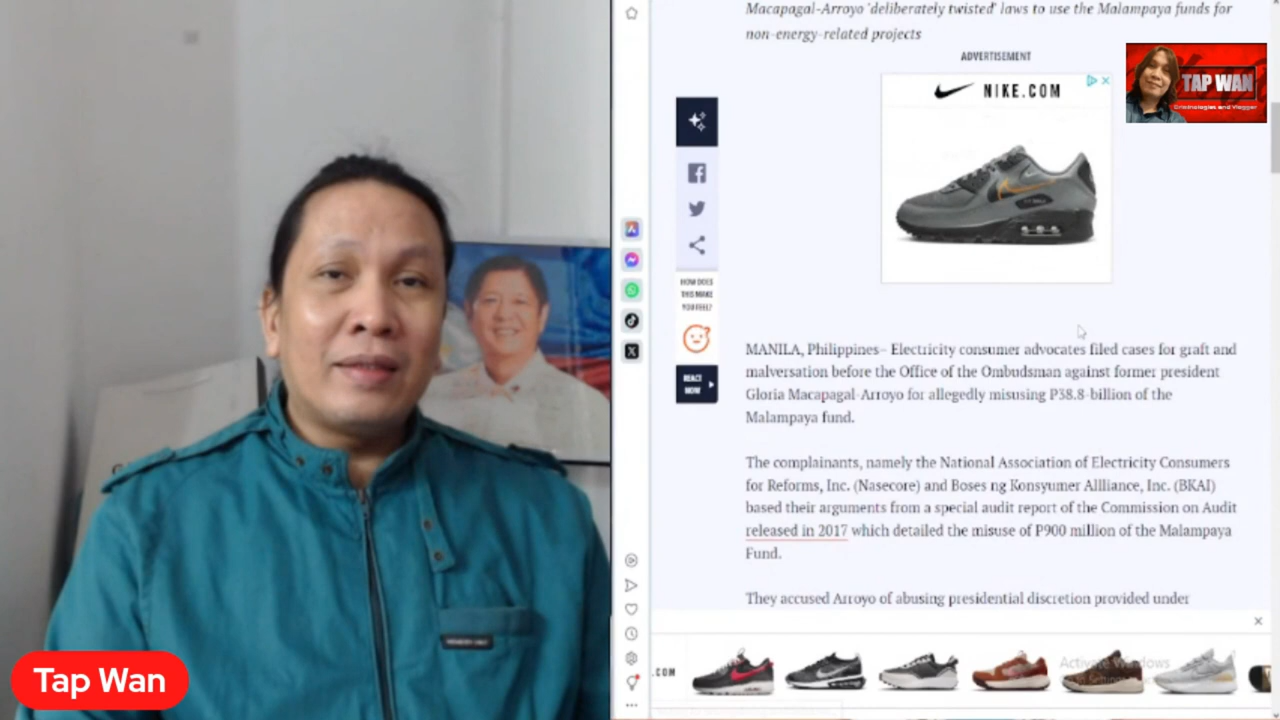 Macapagal-Arroyo 'deliberately twisted' laws to use the Malampaya funds for
non-energy-related projects
ADVERTISEMENT
NIKE.COM
TAP WAN
Criminologist and Vlogger
HOW DOES
THIS MAKE
YOU FEEL?
REACT
NOW
MANILA, Philippines– Electricity consumer advocates filed cases for graft and
malversation before the Office of the Ombudsman against former president
Gloria Macapagal-Arroyo for allegedly misusing P38.8-billion of the
Malampaya fund.
The complainants, namely the National Association of Electricity Consumers
for Reforms, Inc. (Nasecore) and Boses ng Konsyumer Allliance, Inc. (BKAI)
based their arguments from a special audit report of the Commission on Audit
released in 2017 which detailed the misuse of P900 million of the Malampaya
Fund.
They accused Arroyo of abusing presidential discretion provided under
.COM
Activate Windows
Tap Wan